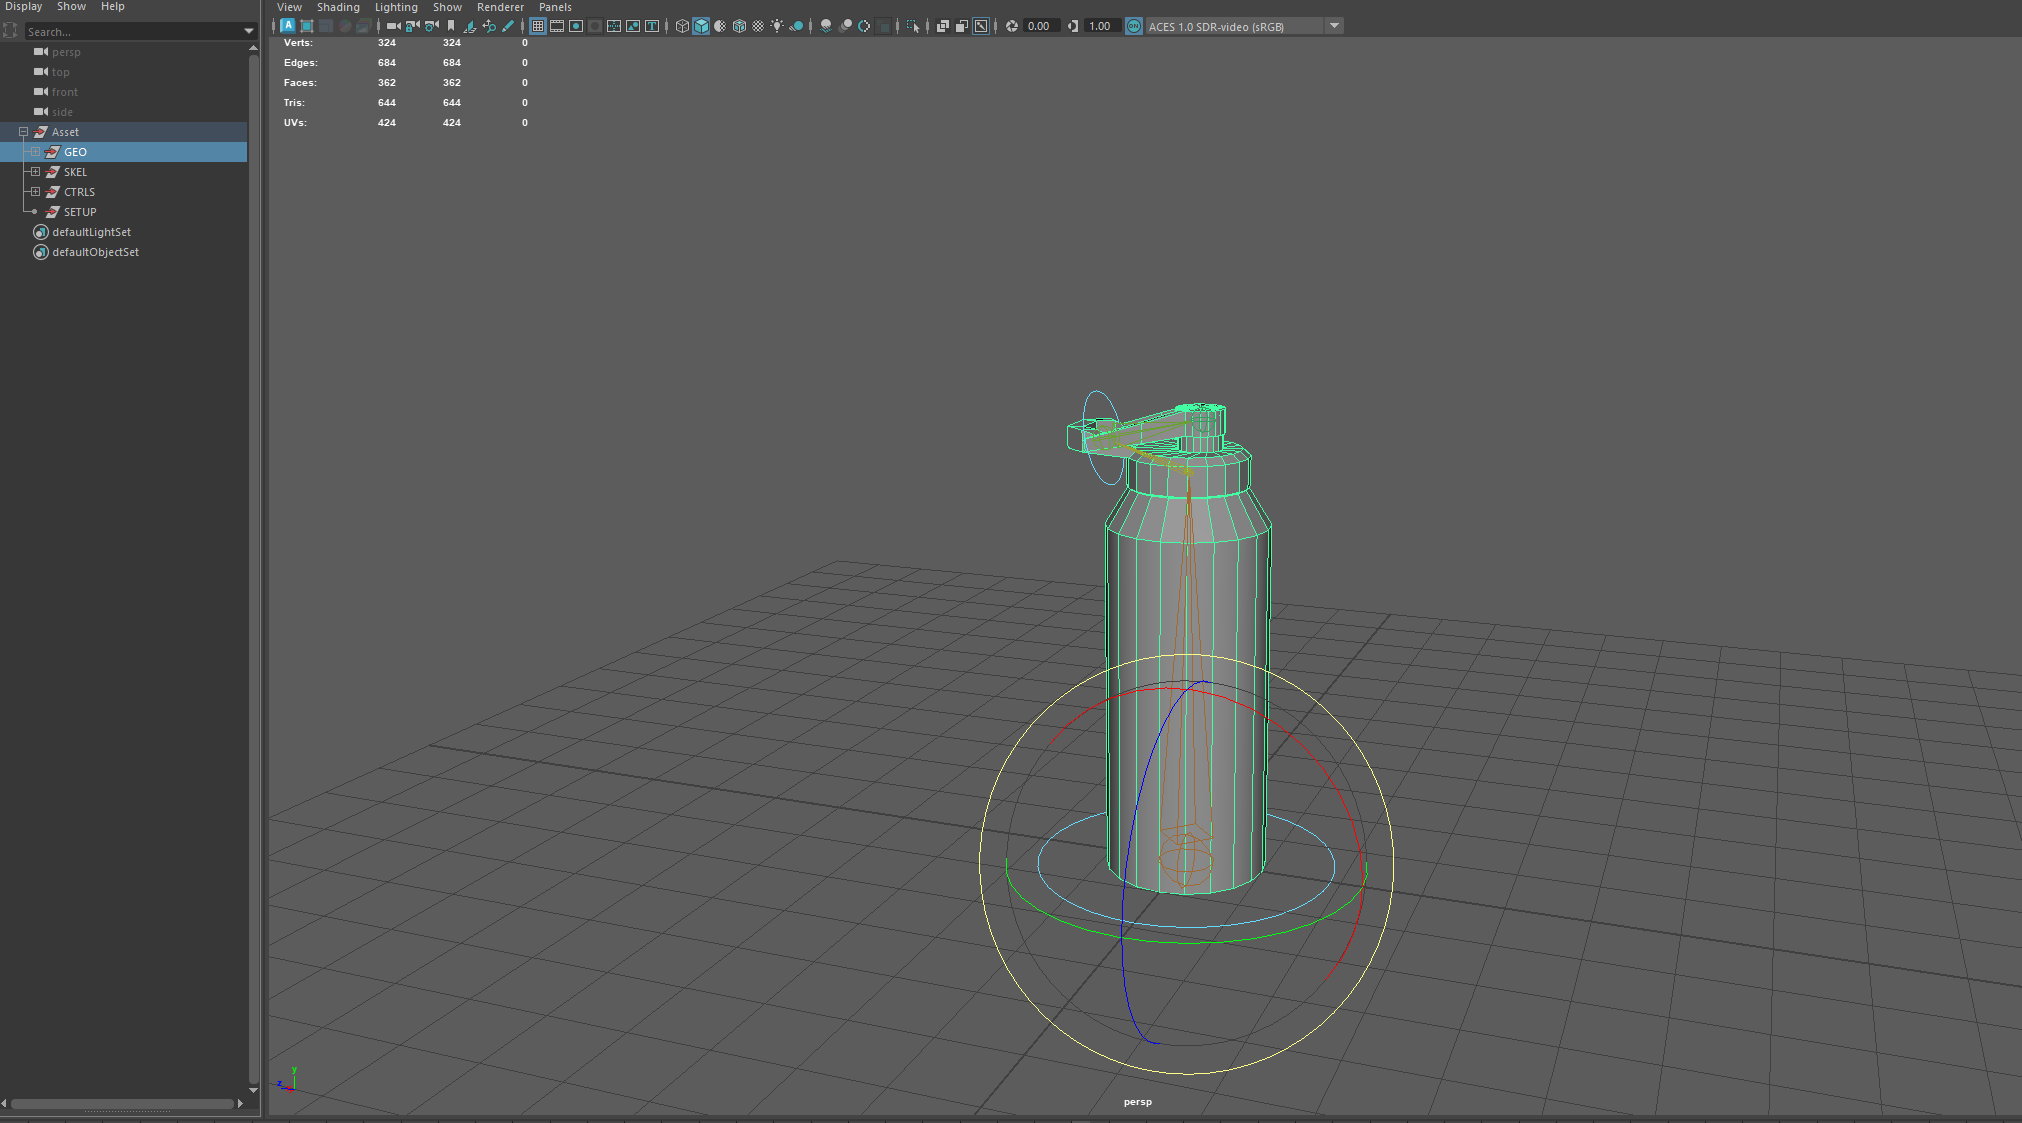 Display Show Help
Search...
persp
top
front
side
Asset
GEO
SKEL
CTRLS
SETUP
defaultLightSet
defaultObjectSet
View Shading Lighting Show Renderer Panels
A T 0.00 1.00 ON ACES 1.0 SDR-video (sRGB)
Verts: 324 324 0
Edges: 684 684 0
Faces: 362 362 0
Tris: 644 644 0
UVs: 424 424 0
y
z
persp